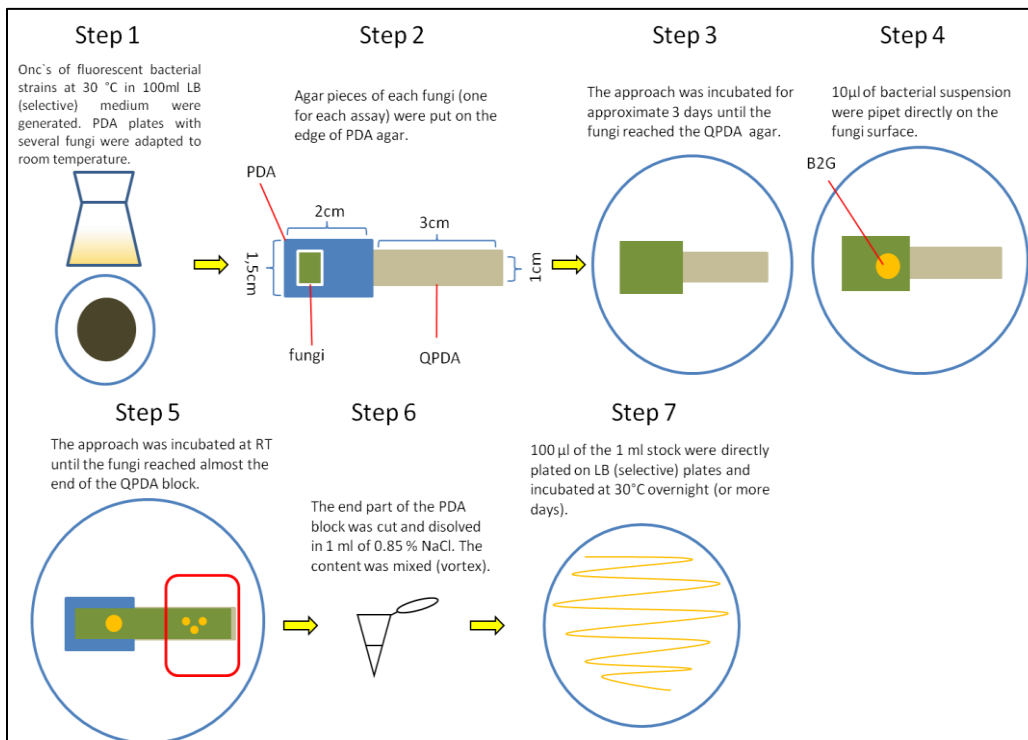 Step 1
Onc`s of fluorescent bacterial
strains at 30 °C in 100ml LB
(selective) medium were
generated. PDA plates with
several fungi were adapted to
room temperature.
Step 2
Agar pieces of each fungi (one
for each assay) were put on the
edge of PDA agar.
PDA
2cm
3cm
1,5cm
1cm
fungi
QPDA
Step 3
The approach was incubated for
approximate 3 days until the
fungi reached the QPDA agar.
Step 4
10µl of bacterial suspension
were pipet directly on the
fungi surface.
B2G
Step 5
The approach was incubated at RT
until the fungi reached almost the
end of the QPDA block.
Step 6
The end part of the PDA
block was cut and disolved
in 1 ml of 0.85 % NaCl. The
content was mixed (vortex).
Step 7
100 µl of the 1 ml stock were directly
plated on LB (selective) plates and
incubated at 30°C overnight (or more
days).